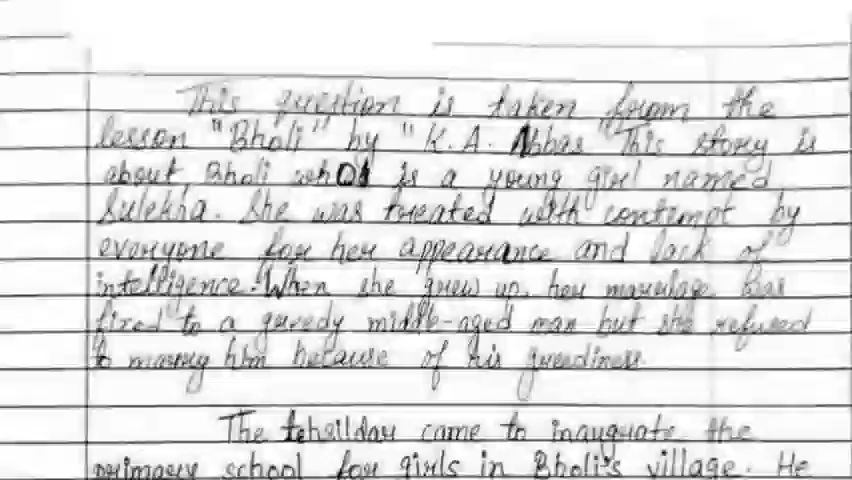 This question is taken from the
lesson "Bholi" by "K. A. Abbas" This story is
about Bholi who is a young girl named
Sulekha. She was treated with contempt by
everyone for her appearance and lack of
intelligence. When she grew up, her marriage was
fixed to a greedy middle-aged man but she refused
to marry him because of his greediness.
The tehsildar came to inaugurate the
primary school for girls in Bholi's village. He